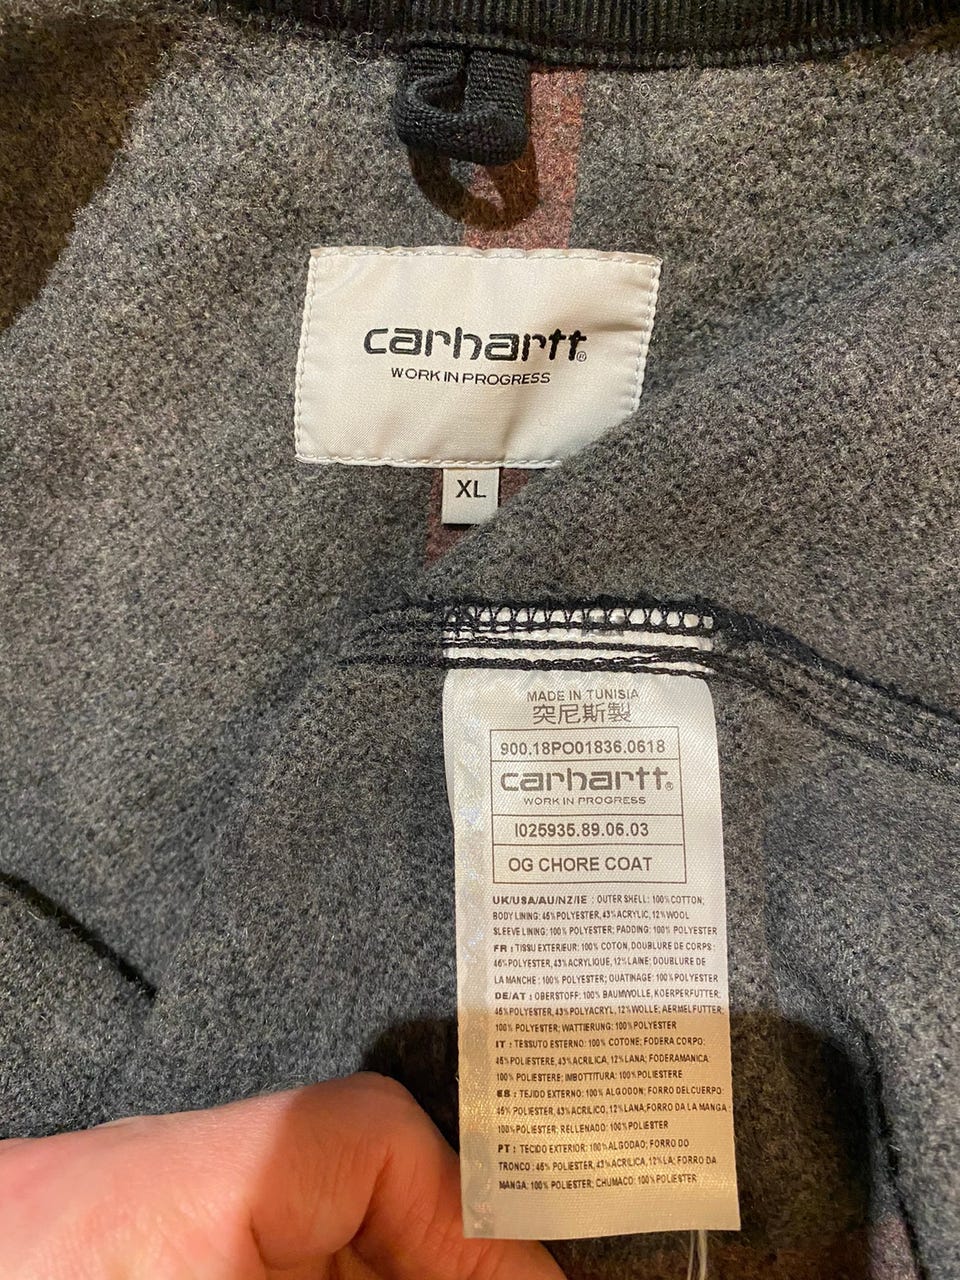 carhartt®
WORK IN PROGRESS
XL
MADE IN TUNISIA
突尼斯製
900.18PO01836.0618
carhartt®
WORK IN PROGRESS
I025935.89.06.03
OG CHORE COAT
UK/USA/AU/NZ/IE : OUTER SHELL: 100% COTTON;
BODY LINING: 45% POLYESTER, 43% ACRYLIC, 12% WOOL
SLEEVE LINING: 100% POLYESTER; PADDING: 100% POLYESTER
FR : TISSU EXTERIEUR: 100% COTON, DOUBLURE DE CORPS:
45% POLYESTER, 43% ACRYLIQUE, 12% LAINE; DOUBLURE DE
LA MANCHE : 100% POLYESTER; OUATINAGE: 100% POLYESTER
DE/AT : OBERSTOFF: 100% BAUMWOLLE, KOERPERFUTTER:
45% POLYESTER, 43% POLYACRYL, 12% WOLLE; AERMELFUTTER:
100% POLYESTER; WATTIERUNG: 100% POLYESTER
IT : TESSUTO ESTERNO: 100% COTONE; FODERA CORPO:
45% POLIESTERE, 43% ACRILICA, 12% LANA; FODERAMANICA:
100% POLIESTERE; IMBOTTITURA: 100% POLIESTERE
ES : TEJIDO EXTERNO: 100% ALGODON; FORRO DEL CUERPO:
45% POLIESTER, 43% ACRILICO, 12% LANA; FORRO DA LA MANGA :
100% POLIESTER; RELLENADO: 100% POLIESTER
PT : TECIDO EXTERIOR: 100% ALGODAO; FORRO DO
TRONCO : 45% POLIESTER, 43% ACRILICA, 12% LA; FORRO DA
MANGA: 100% POLIESTER; CHUMACO: 100% POLIESTER